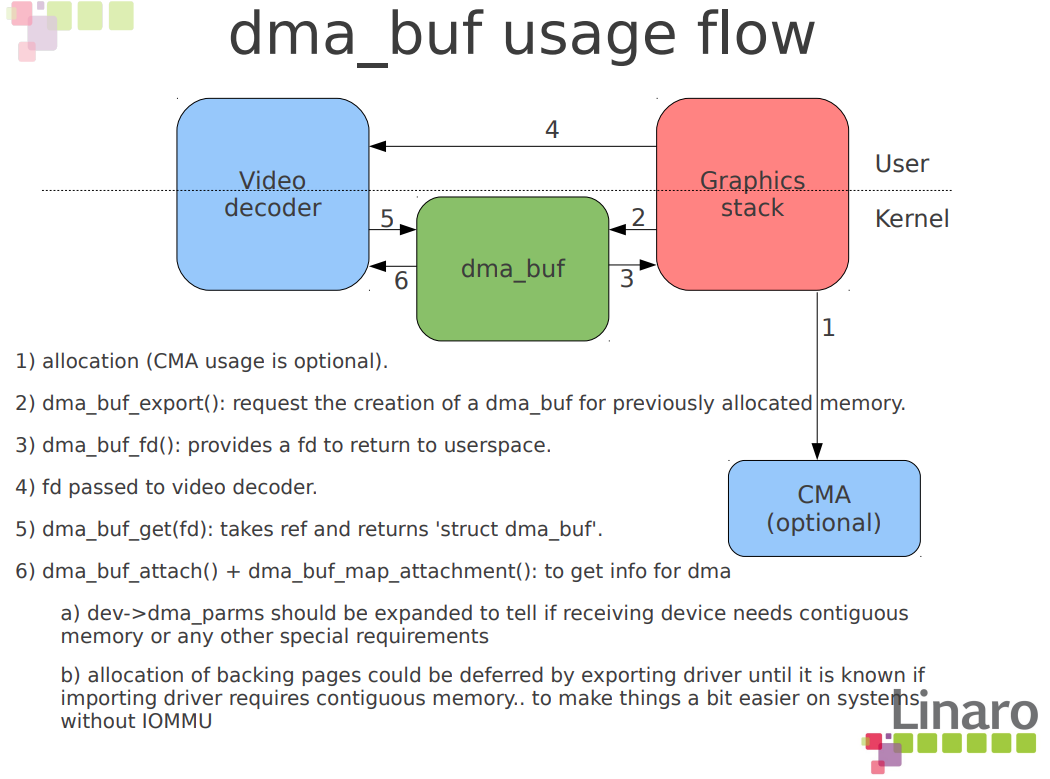 dma_buf usage flow
4
Video
decoder
Graphics
stack
User
Kernel
5
2
dma_buf
6
3
1
1) allocation (CMA usage is optional).
2) dma_buf_export(): request the creation of a dma_buf for previously allocated memory.
3) dma_buf_fd(): provides a fd to return to userspace.
4) fd passed to video decoder.
CMA
(optional)
5) dma_buf_get(fd): takes ref and returns 'struct dma_buf'.
6) dma_buf_attach() + dma_buf_map_attachment(): to get info for dma
a) dev->dma_parms should be expanded to tell if receiving device needs contiguous
memory or any other special requirements
b) allocation of backing pages could be deferred by exporting driver until it is known if
importing driver requires contiguous memory.. to make things a bit easier on systems
without IOMMU
Linaro